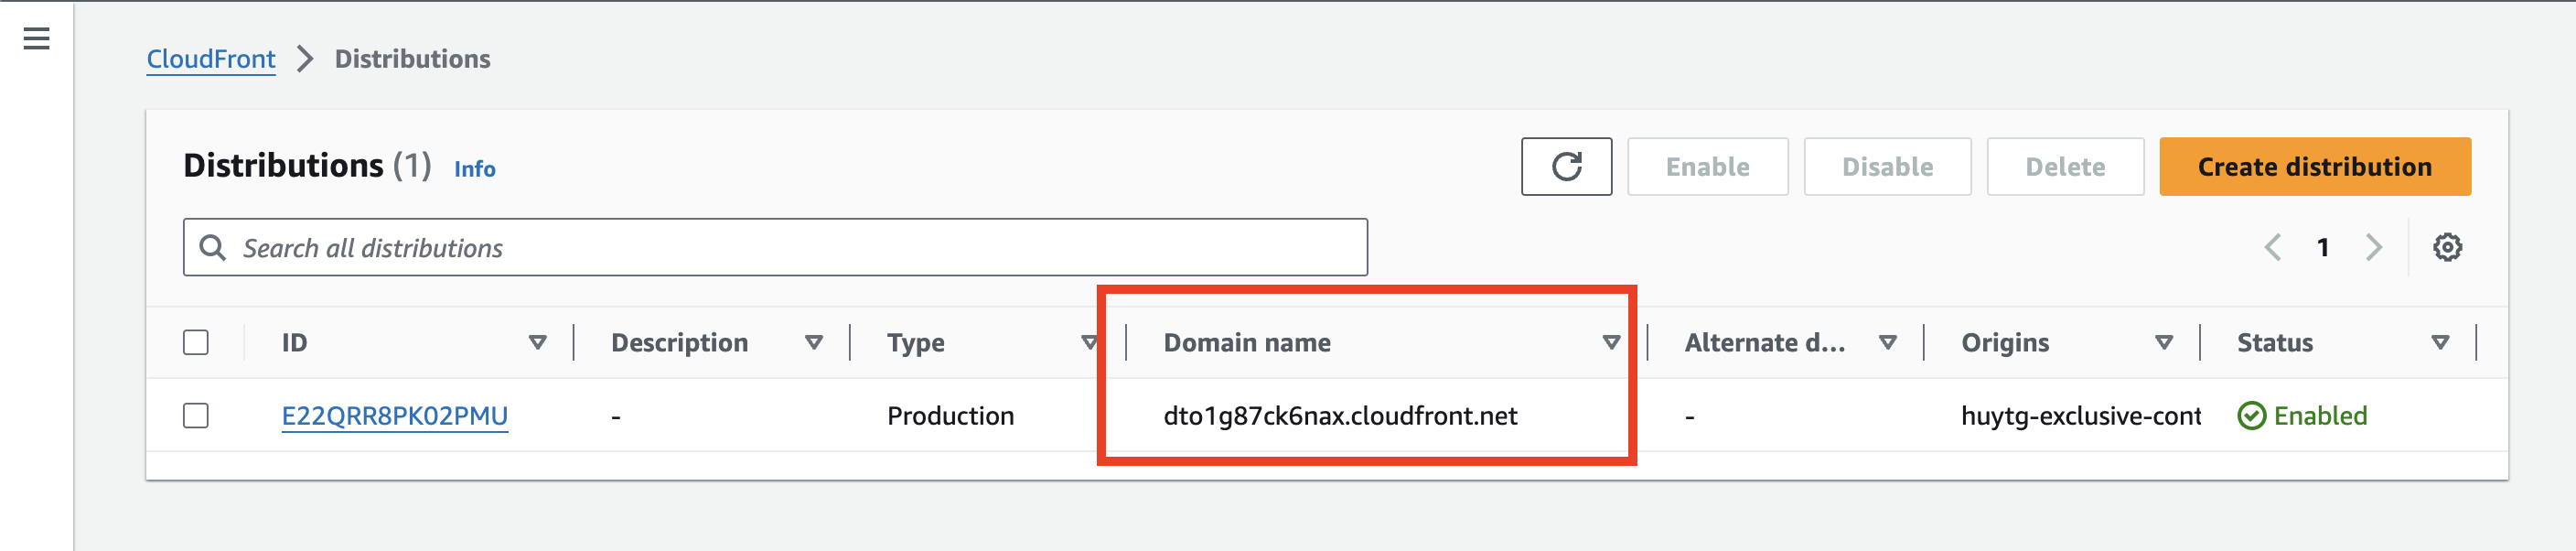 CloudFront > Distributions
Distributions (1) Info
Enable Disable Delete Create distribution
Search all distributions
1
ID Description Type Domain name Alternate d... Origins Status
E22QRR8PK02PMU - Production dto1g87ck6nax.cloudfront.net - huytg-exclusive-cont Enabled